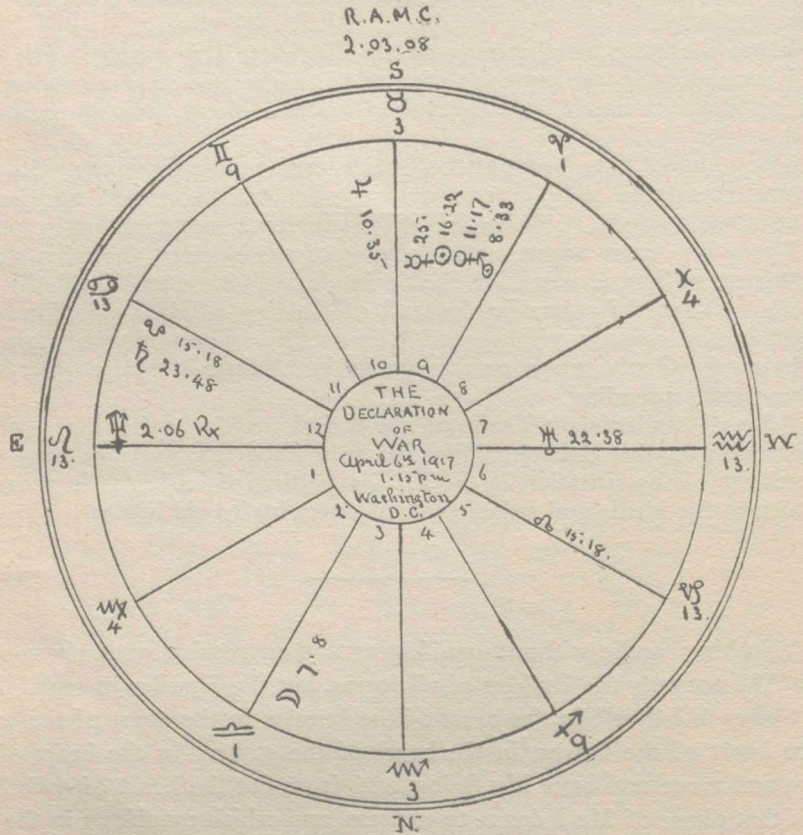 R.A.M.C.
2·03·08
S
♉
3
♊
9
♈
1
♃ 01·35
☿ 25·
☉ 16·22
♀ 11·17
♂ 8·33
♋
13
♓
4
☋ 15·18
♄ 23·48
10 9
11 8
12 7
1 6
2 5
3 4
THE
DECLARATION
OF
WAR
April 6th 1917
1·15 pm
Washington
D.C.
E
♌
13·
♆ 2·06 Rx
♅ 22·38
♒
13·
W
☊ 15·18·
♍
4
♑
13·
☽ 7·8
♎
1
♐
9
♏
3
N.